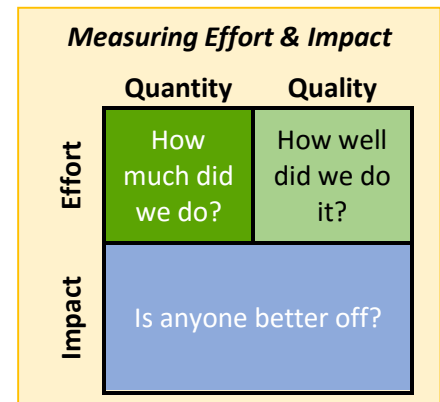 Measuring Effort & Impact
Quantity
Quality
Effort
How
much did
we do?
How well
did we do
it?
Impact
Is anyone better off?